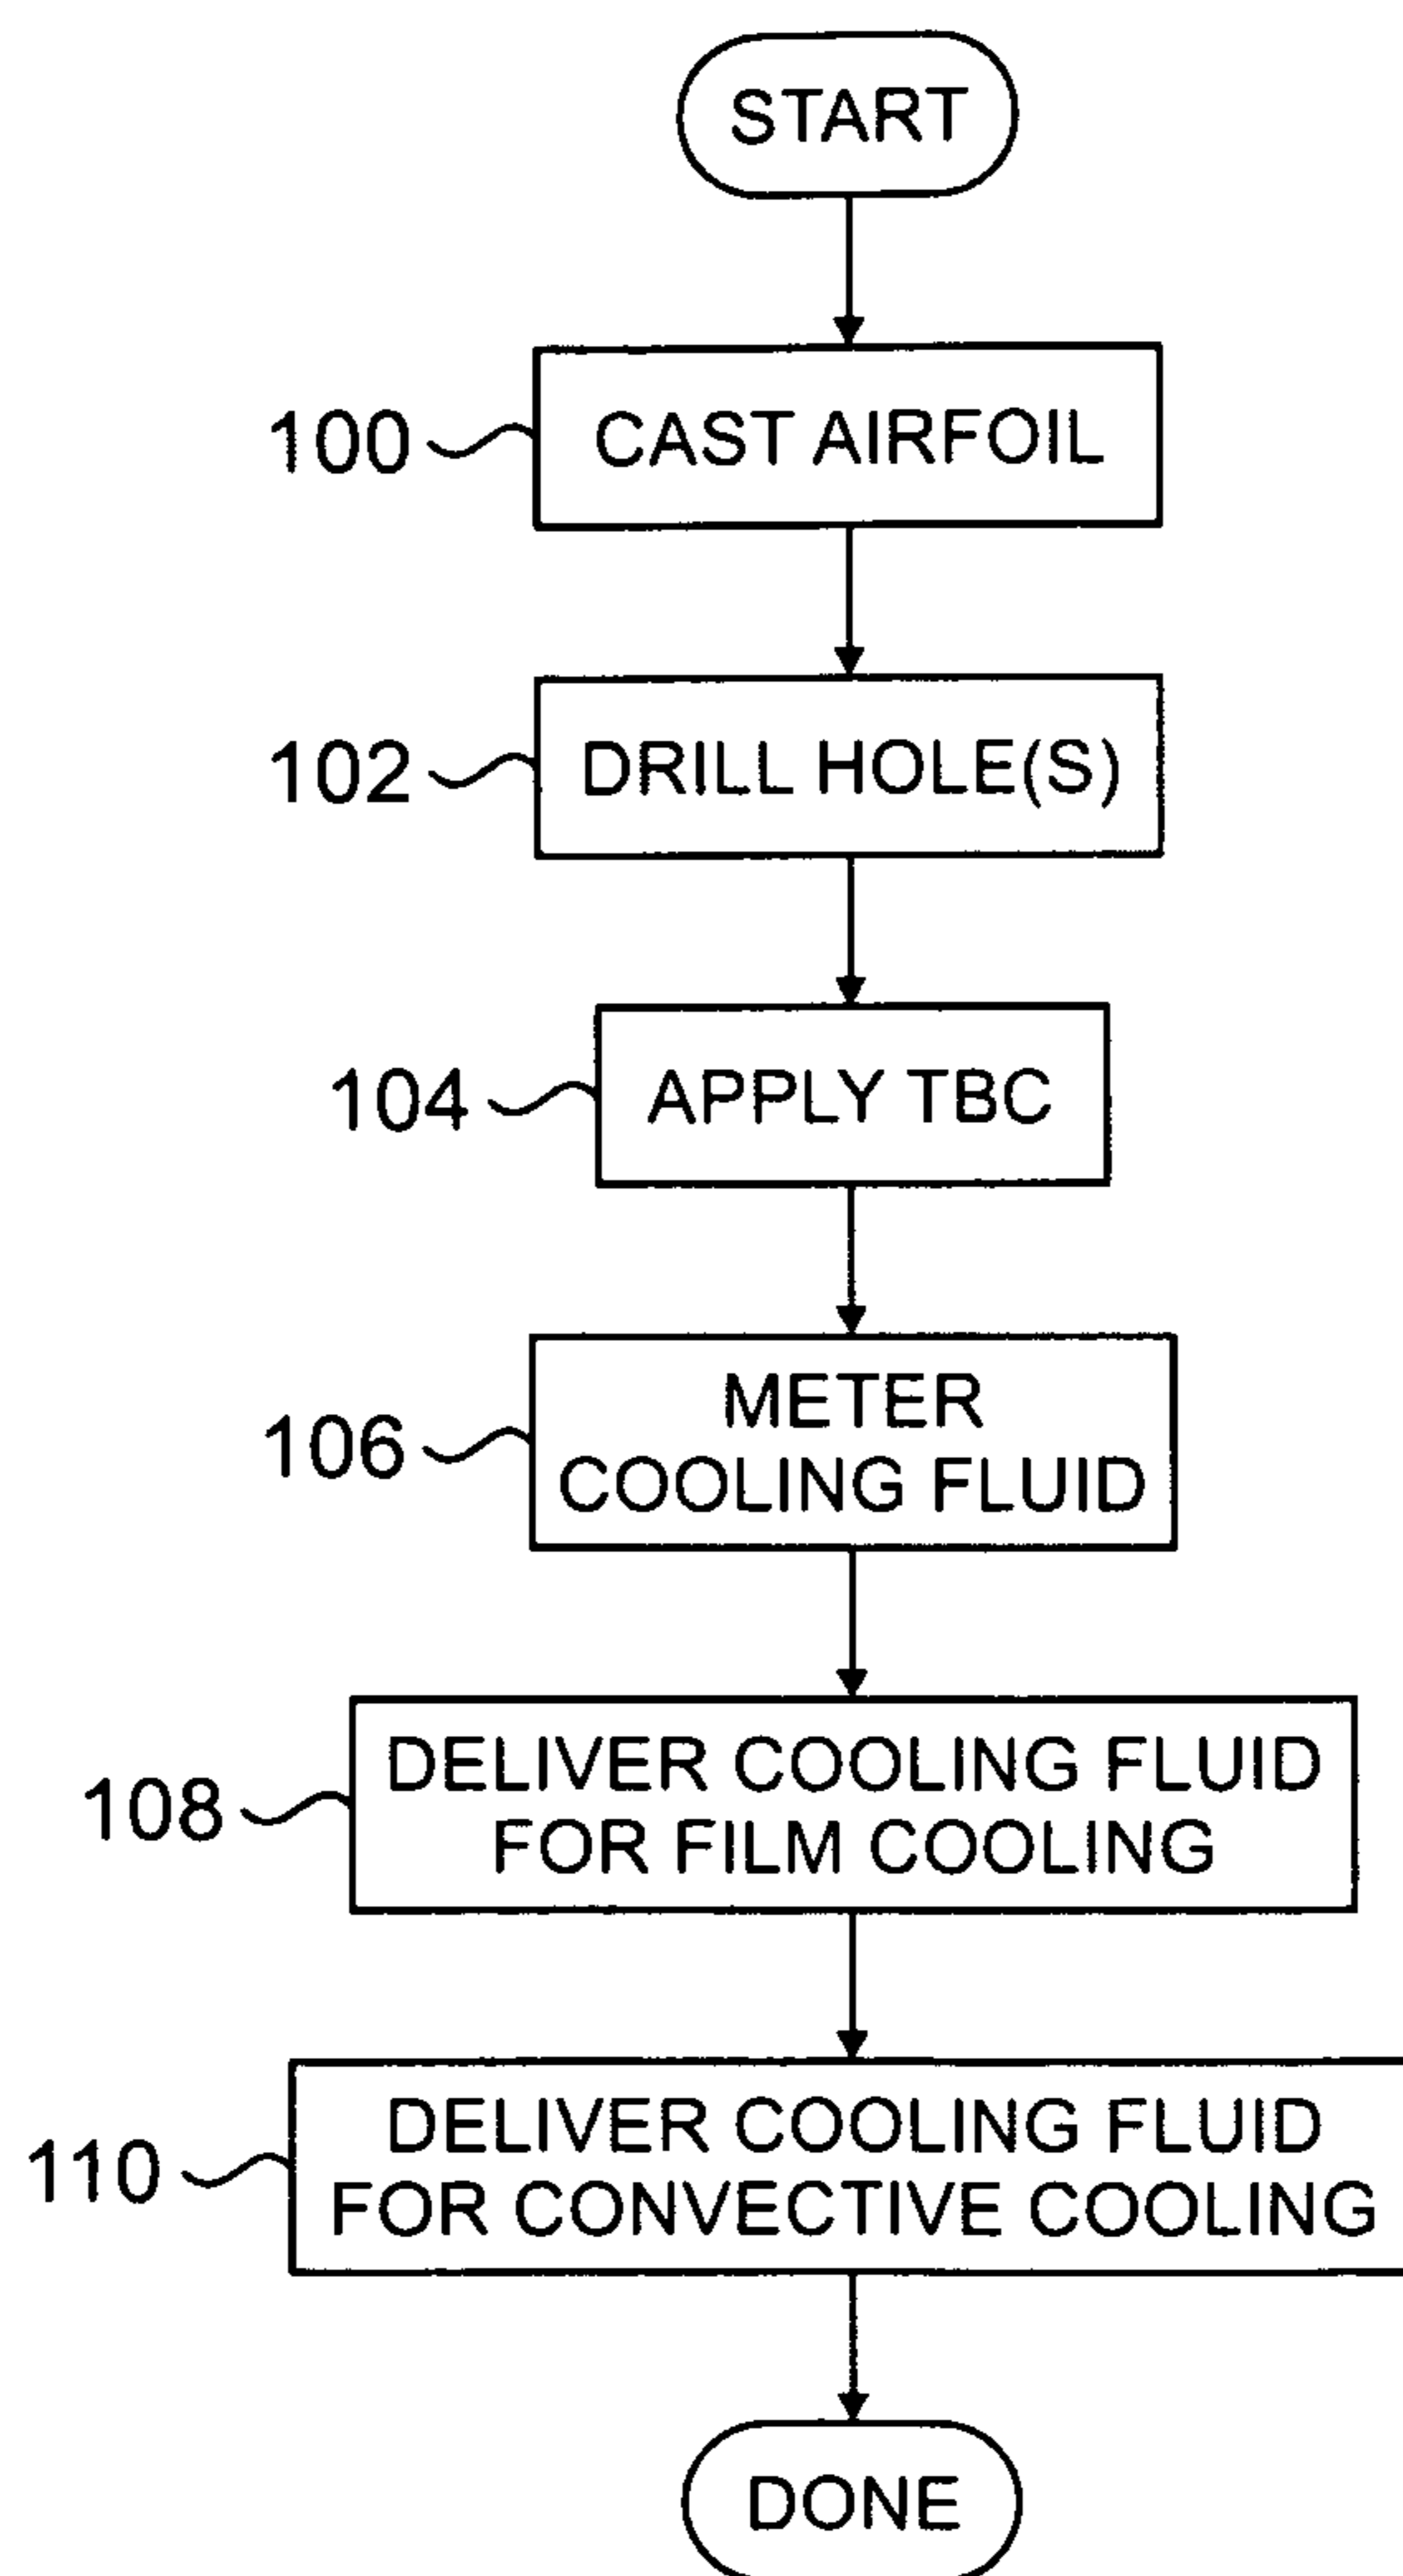 START
100 CAST AIRFOIL
102 DRILL HOLE(S)
104 APPLY TBC
METER
106 COOLING FLUID
DELIVER COOLING FLUID
108 FOR FILM COOLING
DELIVER COOLING FLUID
110 FOR CONVECTIVE COOLING
DONE